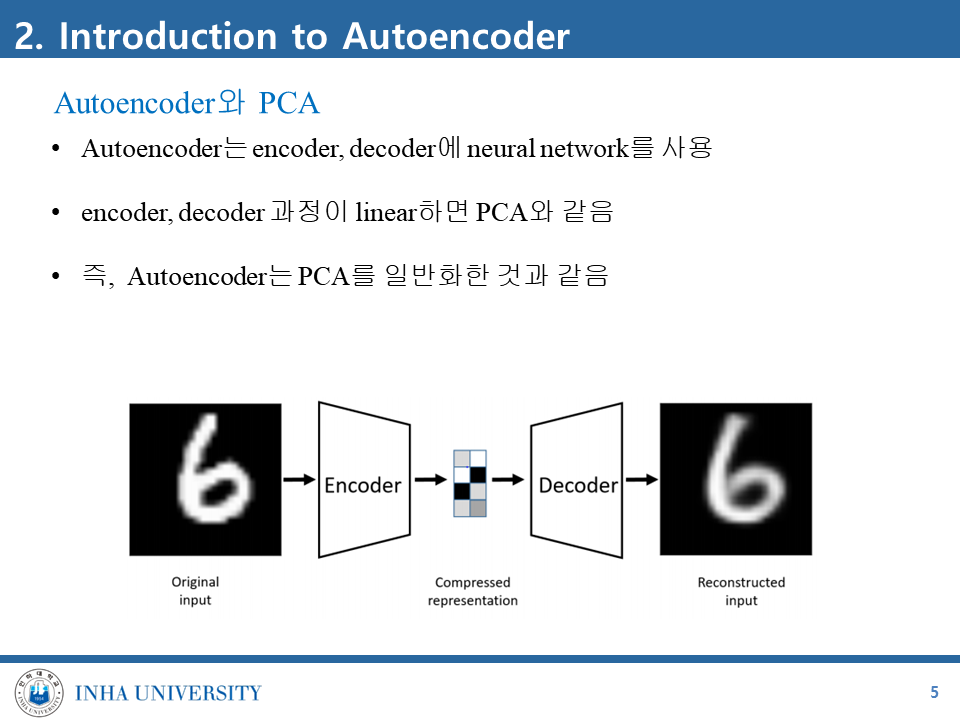 2. Introduction to Autoencoder
Autoencoder와 PCA
• Autoencoder는 encoder, decoder에 neural network를 사용
• encoder, decoder 과정이 linear하면 PCA와 같음
• 즉, Autoencoder는 PCA를 일반화한 것과 같음
Encoder
Decoder
Original
input
Compressed
representation
Reconstructed
input
INHA UNIVERSITY
5